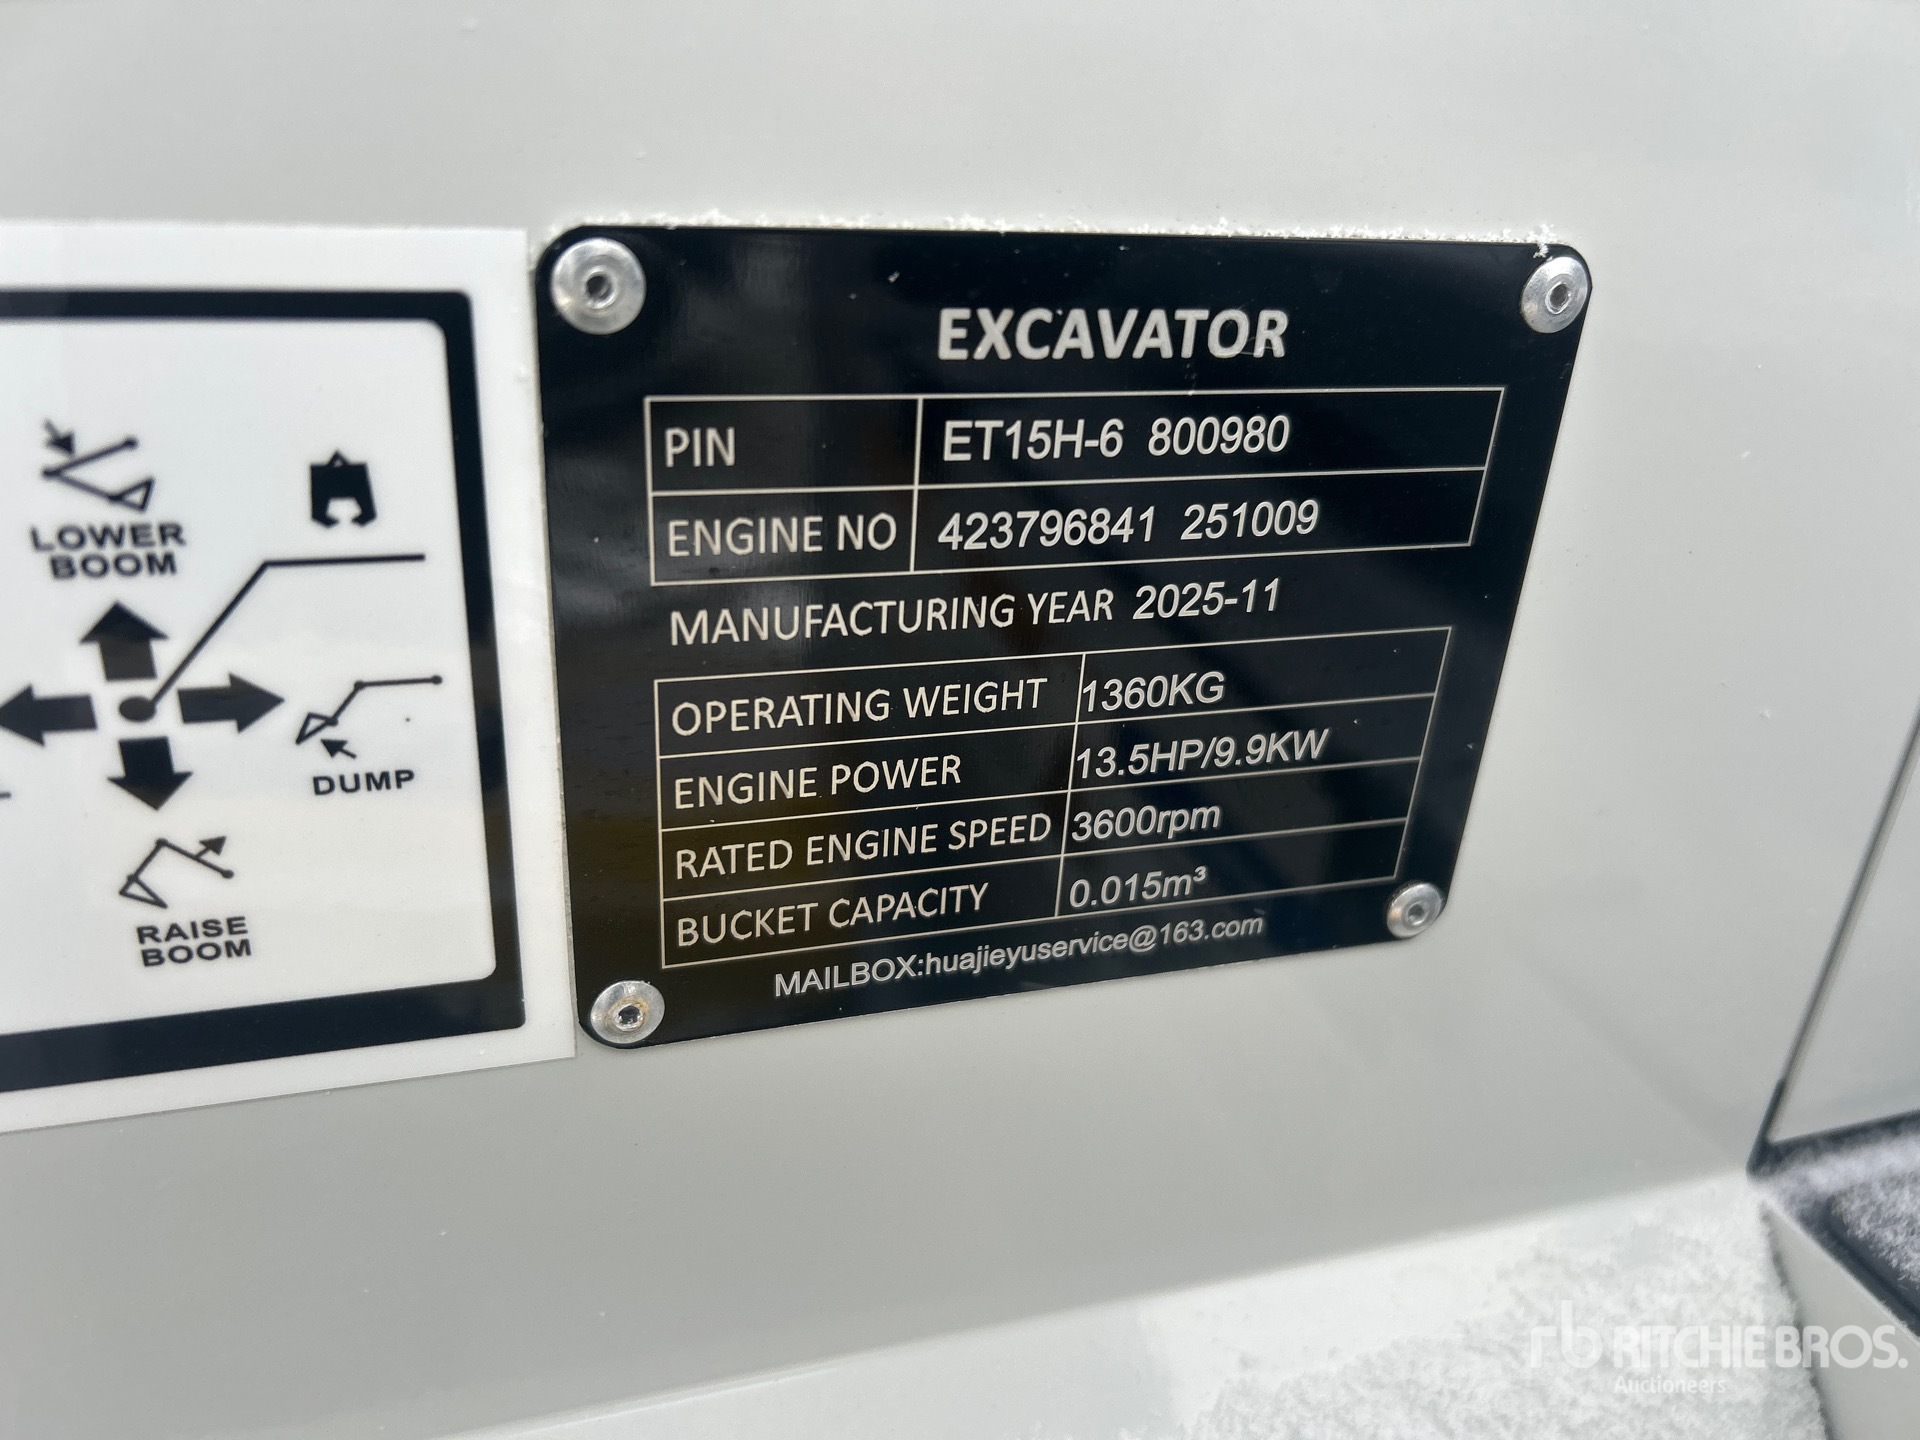 EXCAVATOR
PIN ET15H-6 800980
ENGINE NO 423796841 251009
MANUFACTURING YEAR 2025-11
OPERATING WEIGHT 1360KG
ENGINE POWER 13.5HP/9.9KW
RATED ENGINE SPEED 3600rpm
BUCKET CAPACITY 0.015m³
MAILBOX:huajieyuservice@163.com
LOWER
BOOM
DUMP
RAISE
BOOM
rb RITCHIE BROS.
Auctioneers